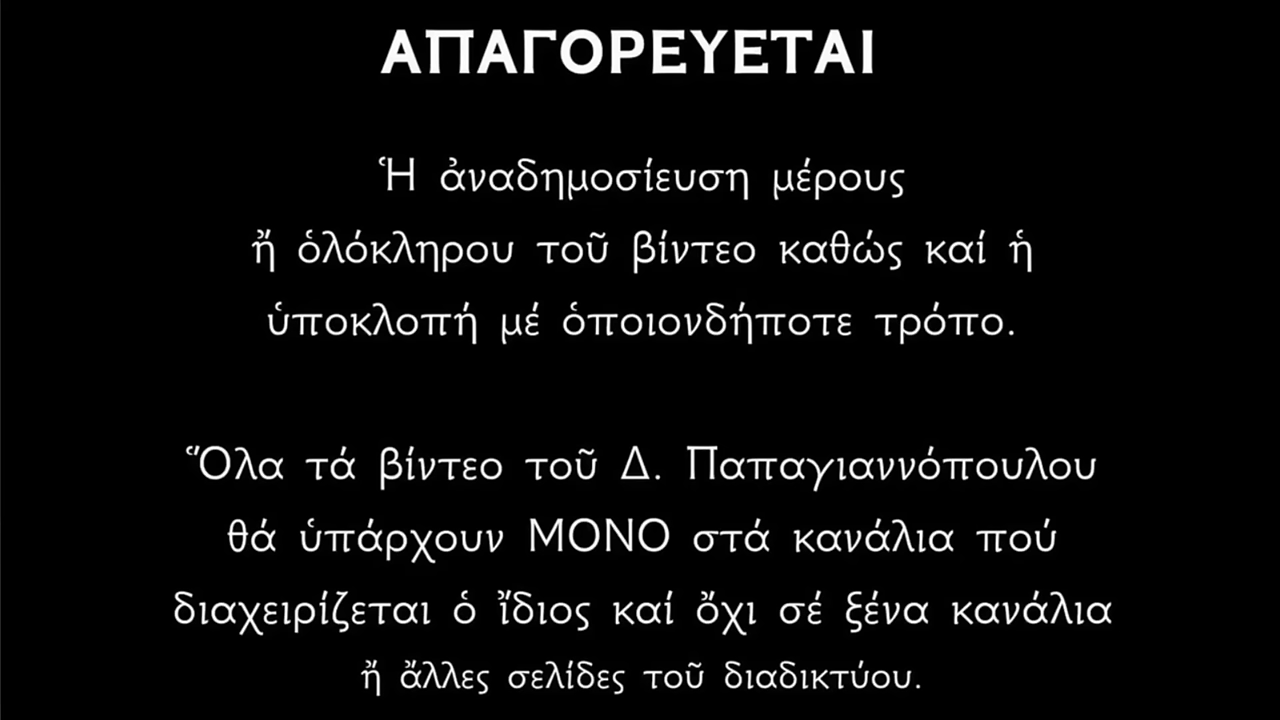 ΑΠΑΓΟΡΕΥΕΤΑΙ
Ἡ ἀναδημοσίευση μέρους
ἤ ὁλόκληρου τοῦ βίντεο καθώς καί ἡ
ὑποκλοπή μέ ὁποιονδήποτε τρόπο.
Ὅλα τά βίντεο τοῦ Δ. Παπαγιαννόπουλου
θά ὑπάρχουν ΜΟΝΟ στά κανάλια πού
διαχειρίζεται ὁ ἴδιος καί ὄχι σέ ξένα κανάλια
ἤ ἄλλες σελίδες τοῦ διαδικτύου.